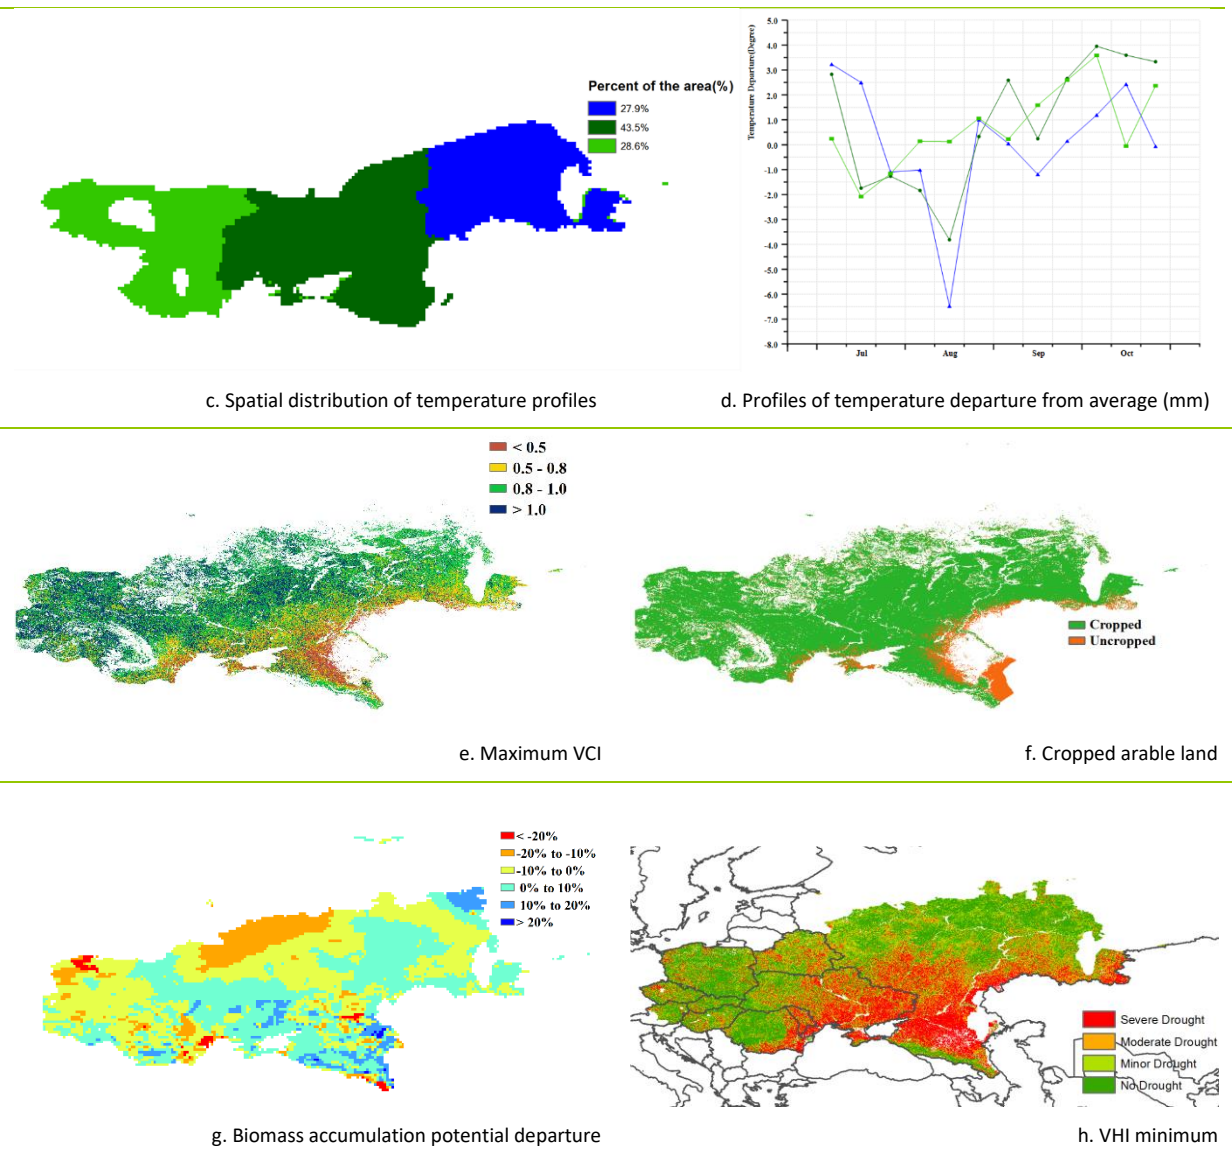 Percent of the area(%)
27.9%
43.5%
28.6%
Temperature Departure(Degree)
5.0
4.0
3.0
2.0
1.0
0.0
-1.0
-2.0
-3.0
-4.0
-5.0
-6.0
-7.0
-8.0
Jul Aug Sep Oct
c. Spatial distribution of temperature profiles
d. Profiles of temperature departure from average (mm)
< 0.5
0.5 - 0.8
0.8 - 1.0
> 1.0
Cropped
Uncropped
e. Maximum VCI
f. Cropped arable land
< -20%
-20% to -10%
-10% to 0%
0% to 10%
10% to 20%
> 20%
Severe Drought
Moderate Drought
Minor Drought
No Drought
g. Biomass accumulation potential departure
h. VHI minimum